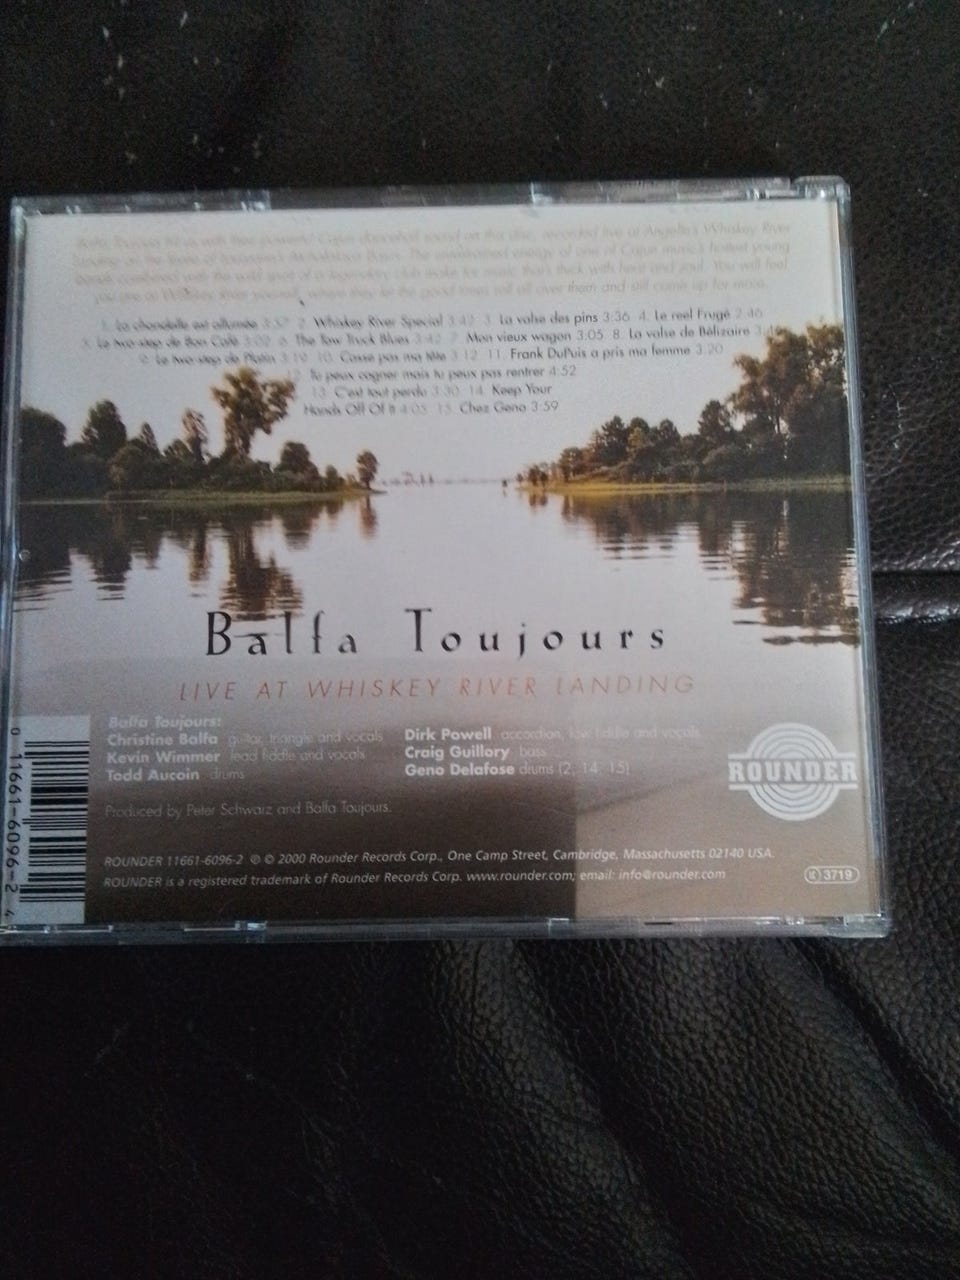 Balfa Toujours hit us with their powerful Cajun dancehall sound on this disc, recorded live at Angelle's Whiskey River
Landing on the levee of Louisiana's Atchafalaya Basin. The unrestrained energy of one of Cajun music's hottest young
bands combined with the wild spirit of a legendary club make for music that's thick with heat and soul. You will feel
you are at Whiskey River yourself, where they let the good times roll all over them and still come up for more.
1. La chandelle est allumée 3:57 2. Whiskey River Special 3:42 3. La valse des pins 3:36 4. Le reel Frugé 2:46
5. Le two-step de Bon Café 3:02 6. The Tow Truck Blues 3:42 7. Mon vieux wagon 3:05 8. La valse de Bélizaire
9. Le two-step de Platin 3:19 10. Casse pas ma tête 3:12 11. Frank DuPuis a pris ma femme 3:20
12. Tu peux cogner mais tu peux pas rentrer 4:52
13. C'est tout perdu 3:30 14. Keep Your
Hands Off Of It 4:05 15. Chez Geno 3:59
Balfa Toujours
LIVE AT WHISKEY RIVER LANDING
Balfa Toujours:
Christine Balfa guitar, triangle and vocals
Kevin Wimmer lead fiddle and vocals
Todd Aucoin drums
Dirk Powell accordion, low fiddle and vocals
Craig Guillory bass
Geno Delafose drums (2, 14, 15)
ROUNDER
Produced by Peter Schwarz and Balfa Toujours.
ROUNDER 11661-6096-2 ℗ © 2000 Rounder Records Corp., One Camp Street, Cambridge, Massachusetts 02140 USA.
ROUNDER is a registered trademark of Rounder Records Corp. www.rounder.com; email: info@rounder.com
3719
0 11661-6096-2 4